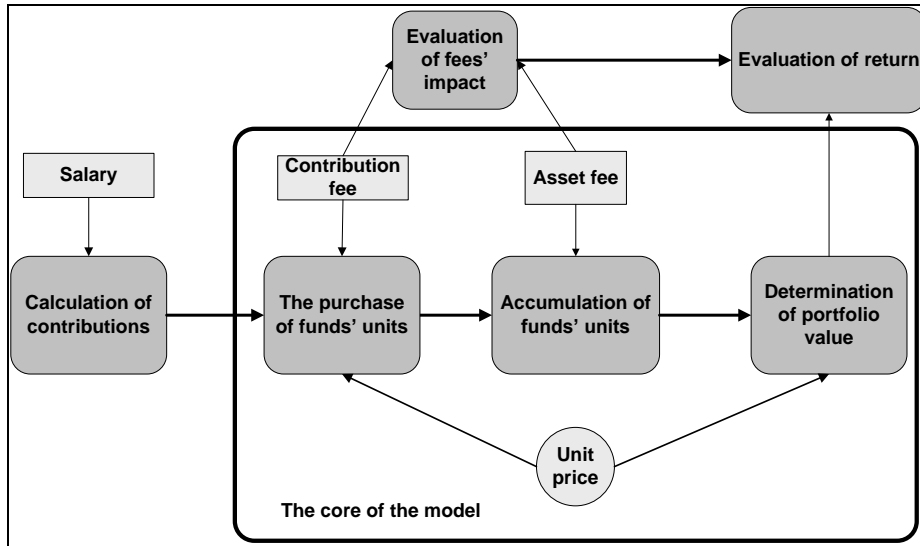 Evaluation
of fees'
impact
Evaluation of return
Salary
Contribution
fee
Asset fee
Calculation of
contributions
The purchase
of funds' units
Accumulation of
funds' units
Determination
of portfolio
value
Unit
price
The core of the model